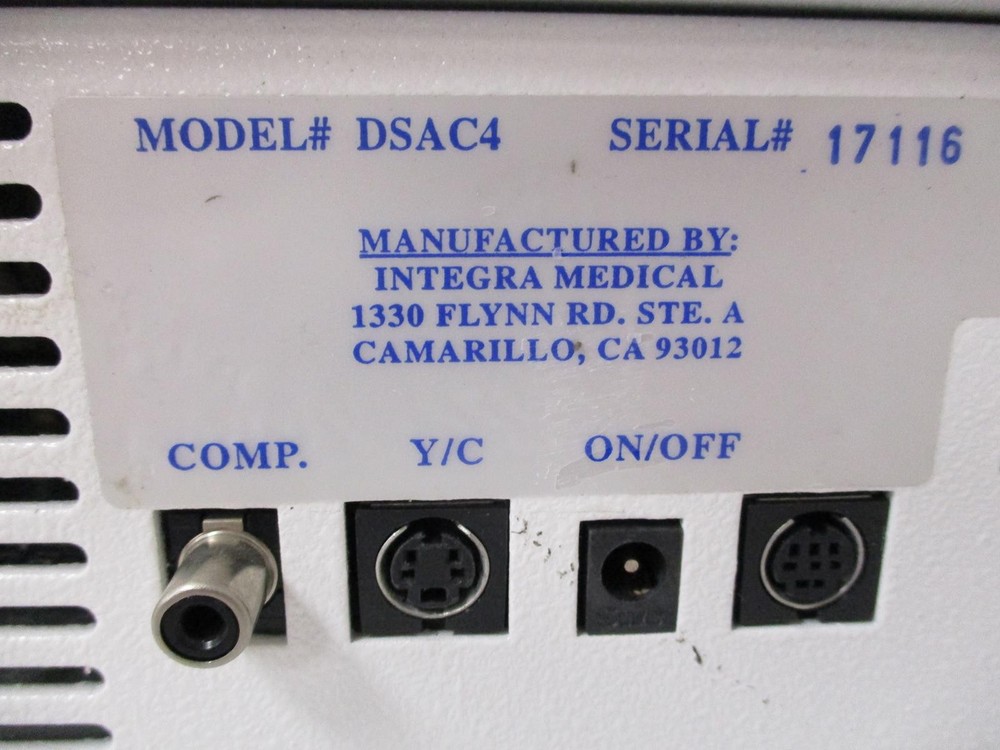 MODEL# DSAC4 SERIAL# 17116
MANUFACTURED BY:
INTEGRA MEDICAL
1330 FLYNN RD. STE. A
CAMARILLO, CA 93012
COMP. Y/C ON/OFF